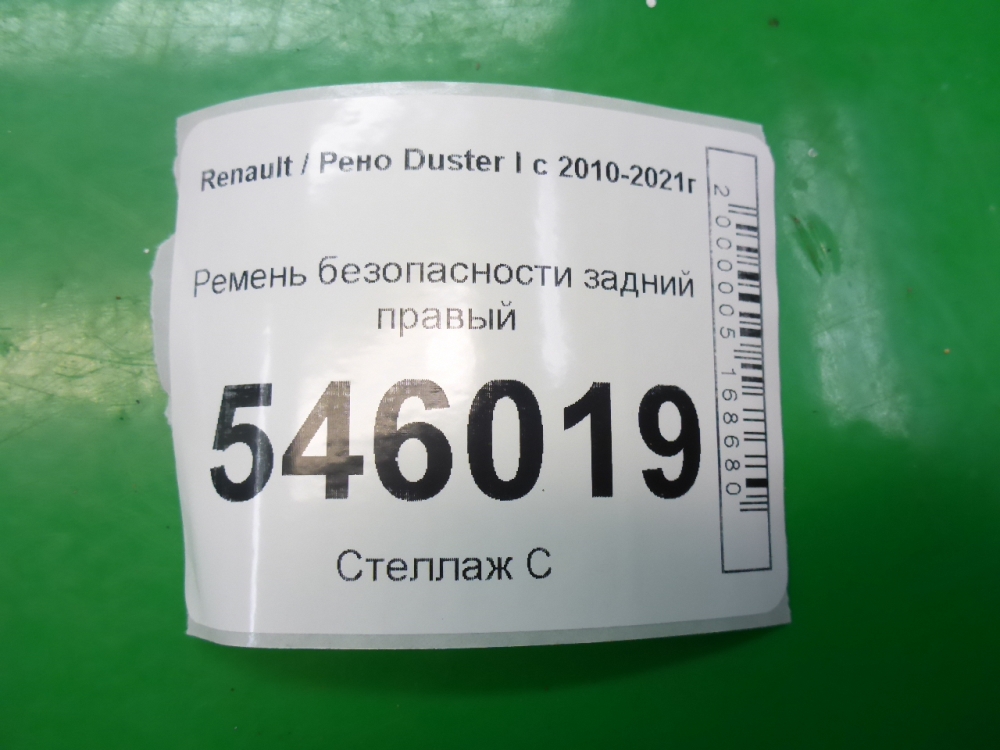 Renault / Рено Duster I с 2010-2021г
Ремень безопасности задний
правый
546019
Стеллаж С
2000005168680